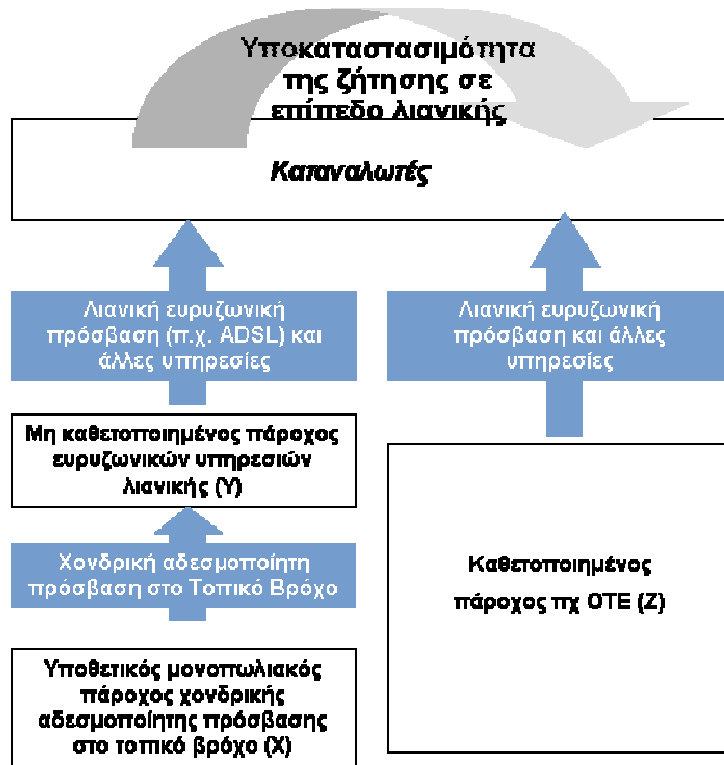 Υποκαταστασιμότητα
της ζήτησης σε
επίπεδο λιανικής
Καταναλωτές
Λιανική ευρυζωνική
πρόσβαση (π.χ. ADSL) και
άλλες υπηρεσίες
Λιανική ευρυζωνική
πρόσβαση και άλλες
υπηρεσίες
Μη καθετοποιημένος πάροχος
ευρυζωνικών υπηρεσιών
λιανικής (Υ)
Χονδρική αδεσμοποίητη
πρόσβαση στο Τοπικό Βρόχο
Καθετοποιημένος
πάροχος πχ ΟΤΕ (Ζ)
Υποθετικός μονοπωλιακός
πάροχος χονδρικής
αδεσμοποίητης πρόσβασης
στο τοπικό βρόχο (Χ)